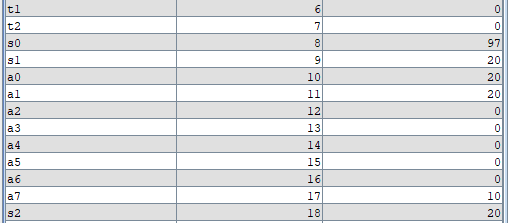 t1 6 0
t2 7 0
s0 8 97
s1 9 20
a0 10 20
a1 11 20
a2 12 0
a3 13 0
a4 14 0
a5 15 0
a6 16 0
a7 17 10
s2 18 20